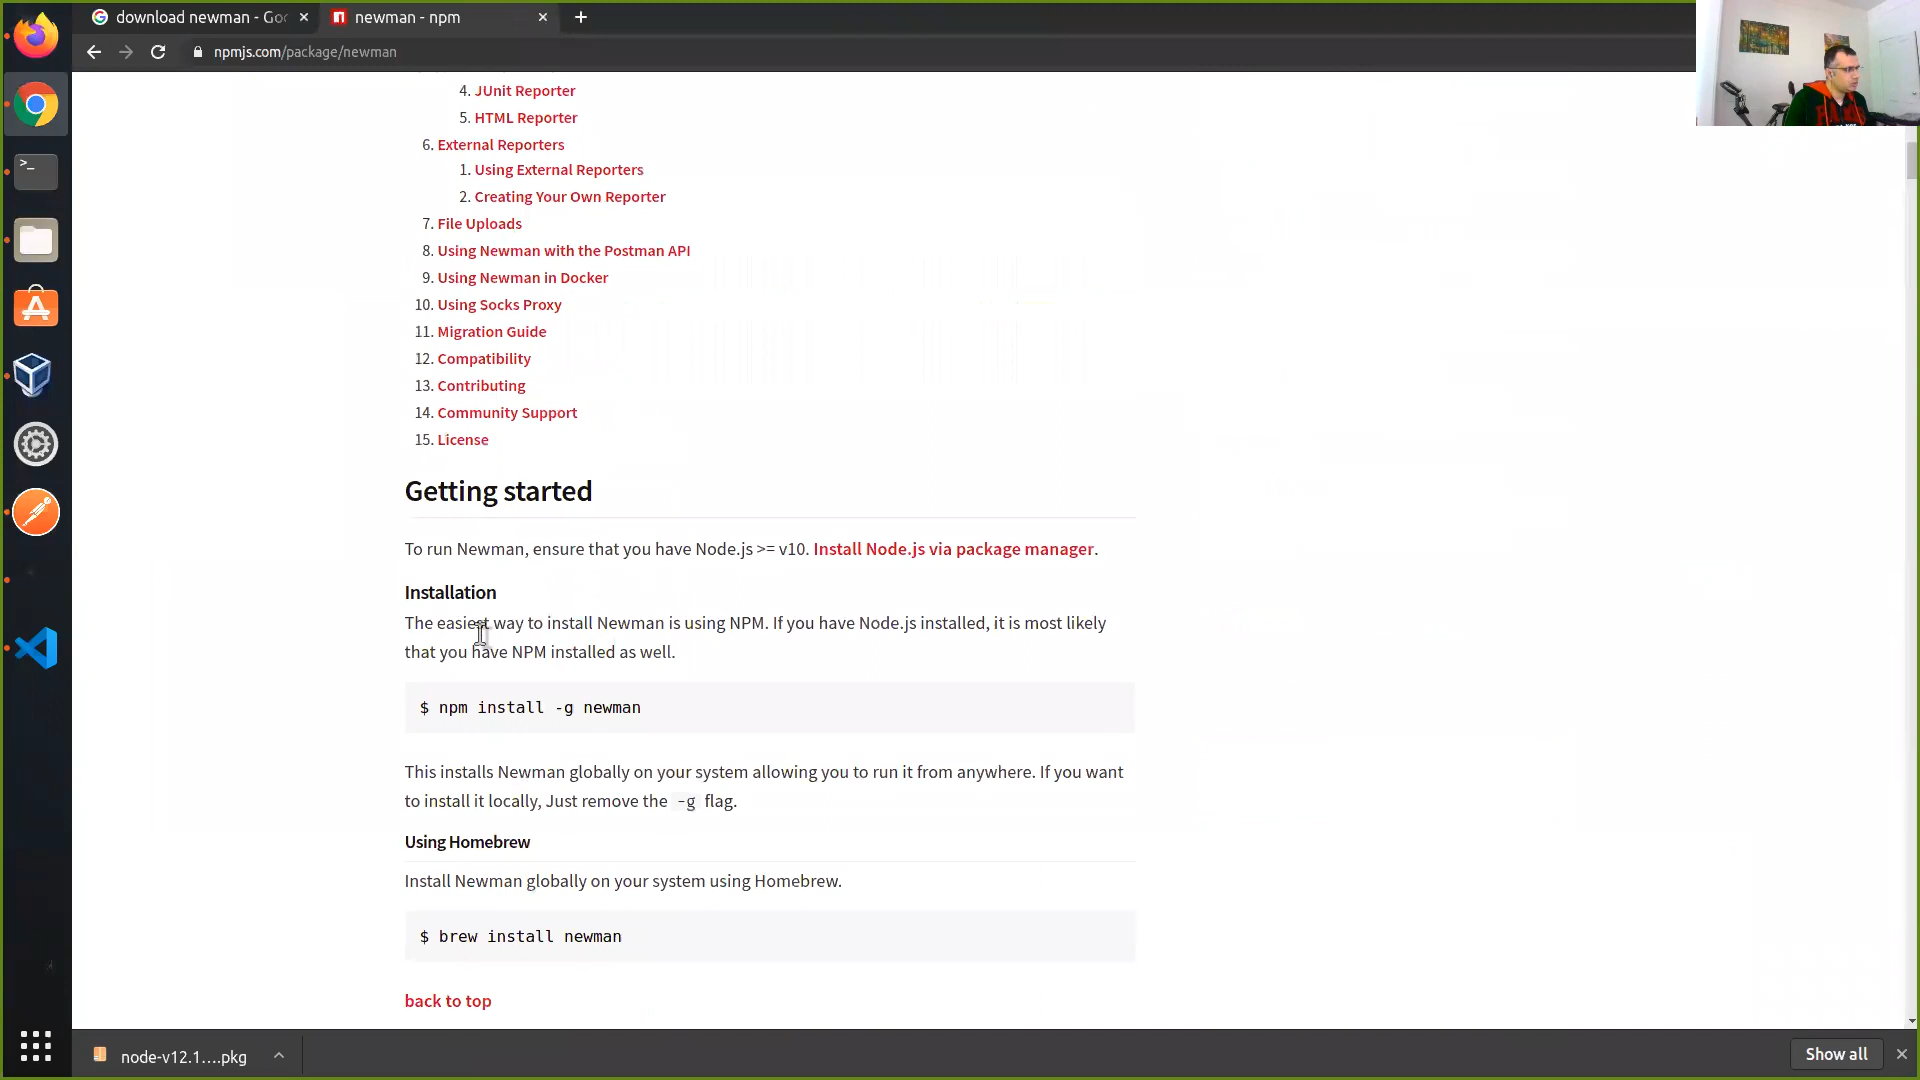 download newman - Goo
newman - npm
npmjs.com/package/newman
4. JUnit Reporter
5. HTML Reporter
6. External Reporters
1. Using External Reporters
2. Creating Your Own Reporter
7. File Uploads
8. Using Newman with the Postman API
9. Using Newman in Docker
10. Using Socks Proxy
11. Migration Guide
12. Compatibility
13. Contributing
14. Community Support
15. License
Getting started
To run Newman, ensure that you have Node.js >= v10. Install Node.js via package manager.
Installation
The easiest way to install Newman is using NPM. If you have Node.js installed, it is most likely
that you have NPM installed as well.
$ npm install -g newman
This installs Newman globally on your system allowing you to run it from anywhere. If you want
to install it locally, Just remove the -g flag.
Using Homebrew
Install Newman globally on your system using Homebrew.
$ brew install newman
back to top
node-v12.1....pkg
Show all